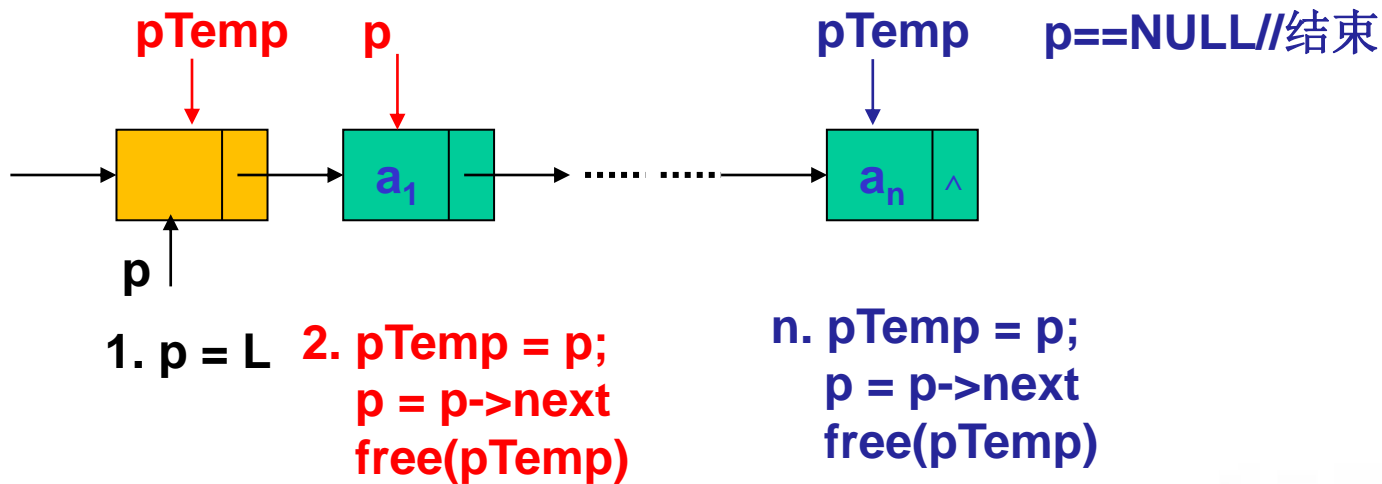 pTemp p pTemp p==NULL//结束
a1 an ^
p
1. p = L
2. pTemp = p;
p = p->next
free(pTemp)
n. pTemp = p;
p = p->next
free(pTemp)